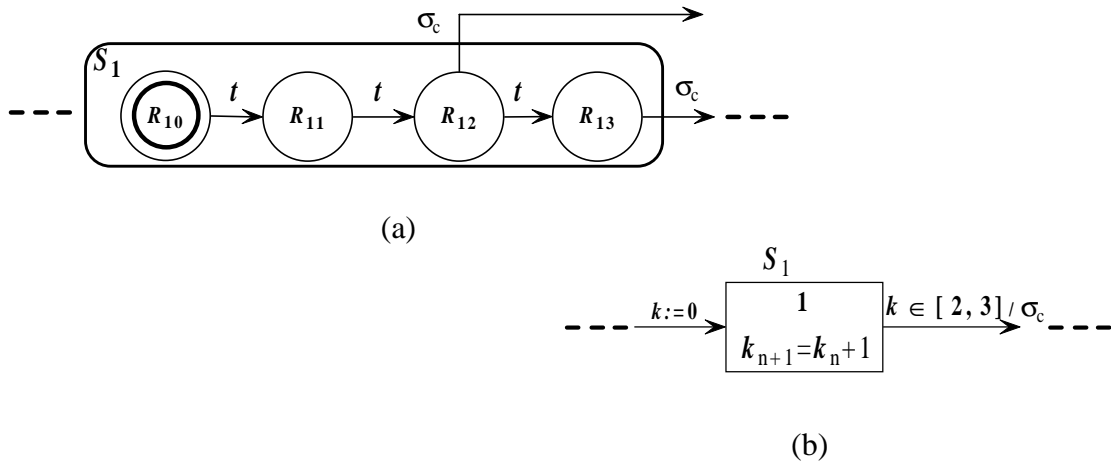 σc
S1
t t t σc
R10 R11 R12 R13
(a)
S1
k:=0 1 k ∈ [ 2 , 3 ] / σc
kn+1=kn+1
(b)